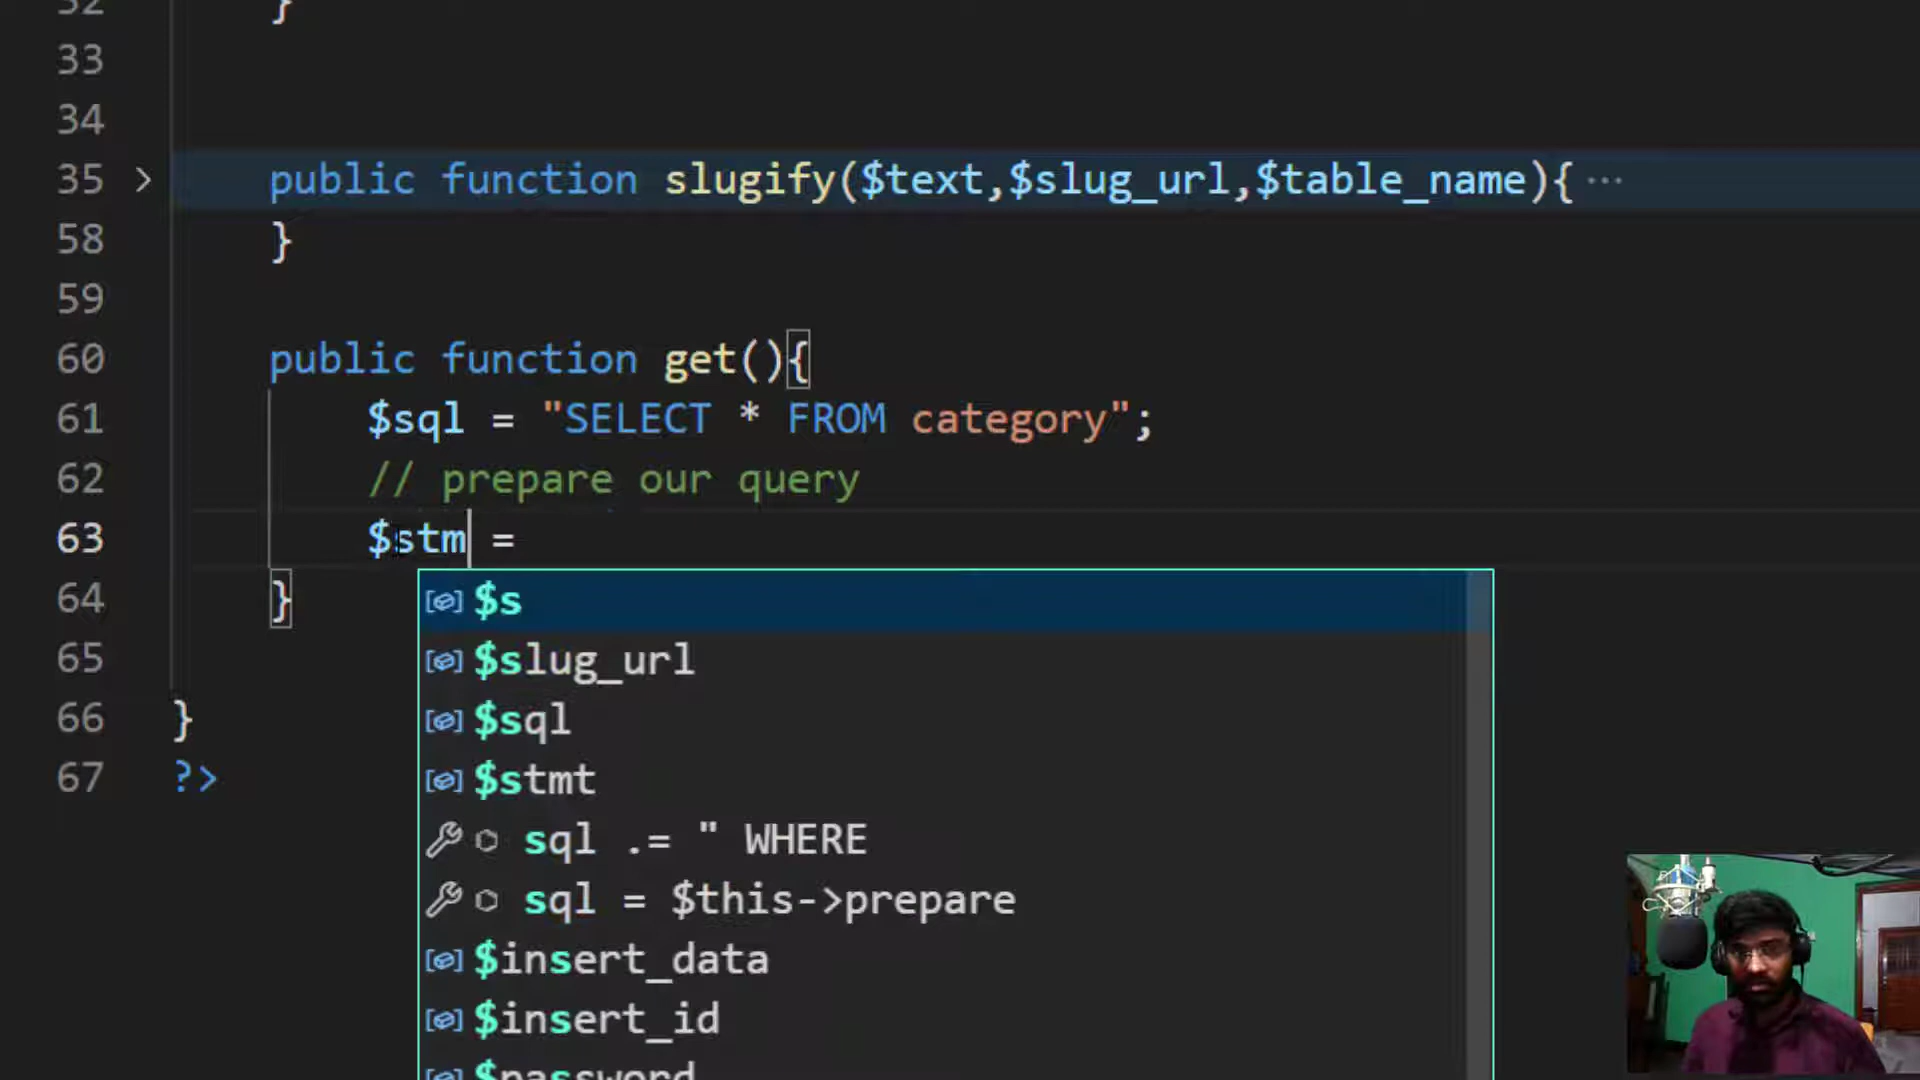 32 }
33
34
35 > public function slugify($text,$slug_url,$table_name){ ···
58 }
59
60 public function get(){
61 $sql = "SELECT * FROM category";
62 // prepare our query
63 $stm =
64 }
65
66 }
67 ?>
$s
$slug_url
$sql
$stmt
sql .= " WHERE
sql = $this->prepare
$insert_data
$insert_id
$password